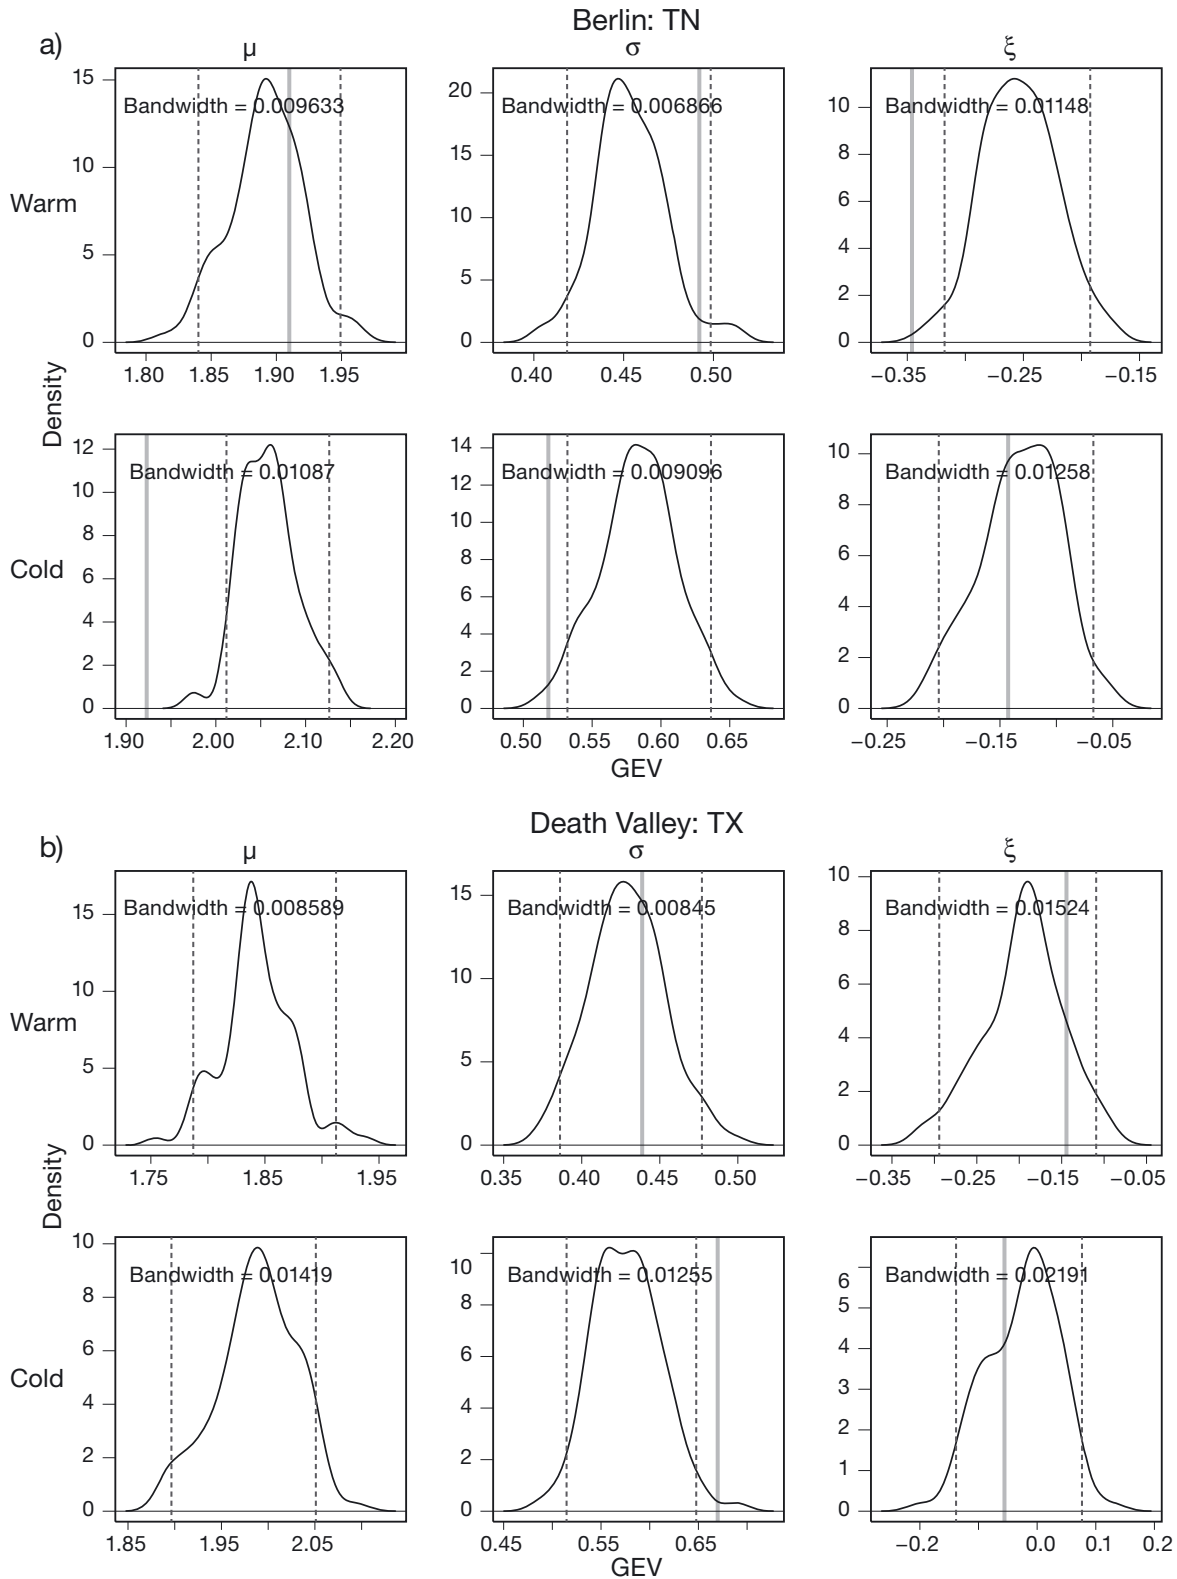 Berlin: TN
a)
μ
σ
ξ
Warm
15
10
5
0
Bandwidth = 0.009633
1.80 1.85 1.90 1.95
20
15
10
5
0
Bandwidth = 0.006866
0.40 0.45 0.50
10
8
6
4
2
0
Bandwidth = 0.01148
−0.35 −0.25 −0.15
Density
Cold
12
10
8
6
4
2
0
Bandwidth = 0.01087
1.90 2.00 2.10 2.20
14
12
10
8
6
4
2
0
Bandwidth = 0.009096
0.50 0.55 0.60 0.65
10
8
6
4
2
0
Bandwidth = 0.01258
−0.25 −0.15 −0.05
GEV
Death Valley: TX
b)
μ
σ
ξ
Warm
15
10
5
0
Bandwidth = 0.008589
1.75 1.85 1.95
15
10
5
0
Bandwidth = 0.00845
0.35 0.40 0.45 0.50
10
8
6
4
2
0
Bandwidth = 0.01524
−0.35 −0.25 −0.15 −0.05
Density
Cold
10
8
6
4
2
0
Bandwidth = 0.01419
1.85 1.95 2.05
10
8
6
4
2
0
Bandwidth = 0.01255
0.45 0.55 0.65
6
5
4
3
2
1
0
Bandwidth = 0.02191
−0.2 0.0 0.1 0.2
GEV